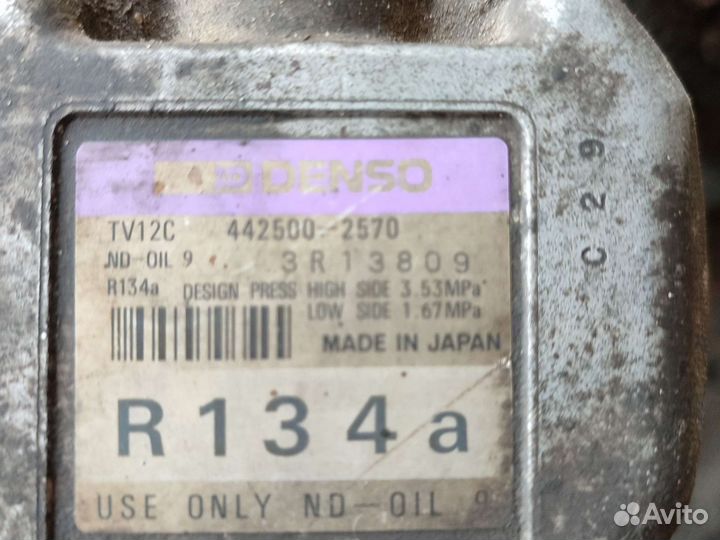 DENSO
TV12C 442500-2570
ND-OIL 9 3R13809
R134a DESIGN PRESS HIGH SIDE 3.53MPa
LOW SIDE 1.67MPa
MADE IN JAPAN
R134a
USE ONLY ND-OIL 9
C29
Avito